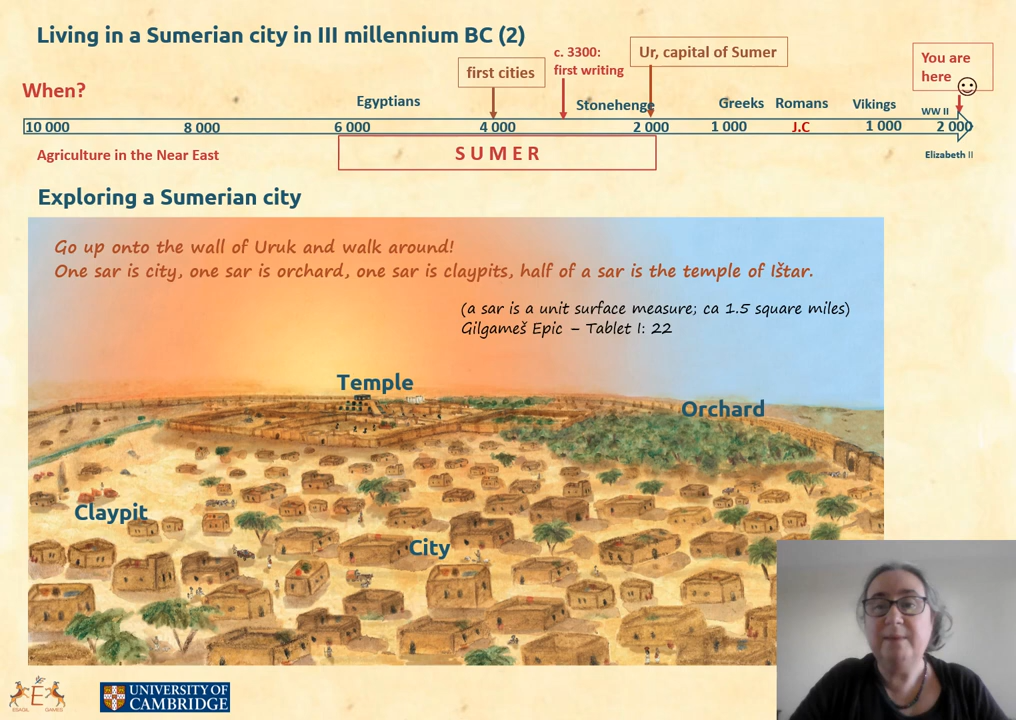 Living in a Sumerian city in III millennium BC (2)
When?
first cities
c. 3300:
first writing
Ur, capital of Sumer
You are
here
Egyptians
Stonehenge
Greeks
Romans
Vikings
WW II
10 000
8 000
6 000
4 000
2 000
1 000
J.C
1 000
2 000
Agriculture in the Near East
SUMER
Elizabeth II
Exploring a Sumerian city
Go up onto the wall of Uruk and walk around!
One sar is city, one sar is orchard, one sar is claypits, half of a sar is the temple of Ištar.
(a sar is a unit surface measure; ca 1.5 square miles)
Gilgameš Epic – Tablet I: 22
Temple
Orchard
Claypit
City
E
ESAGIL GAMES
UNIVERSITY OF
CAMBRIDGE